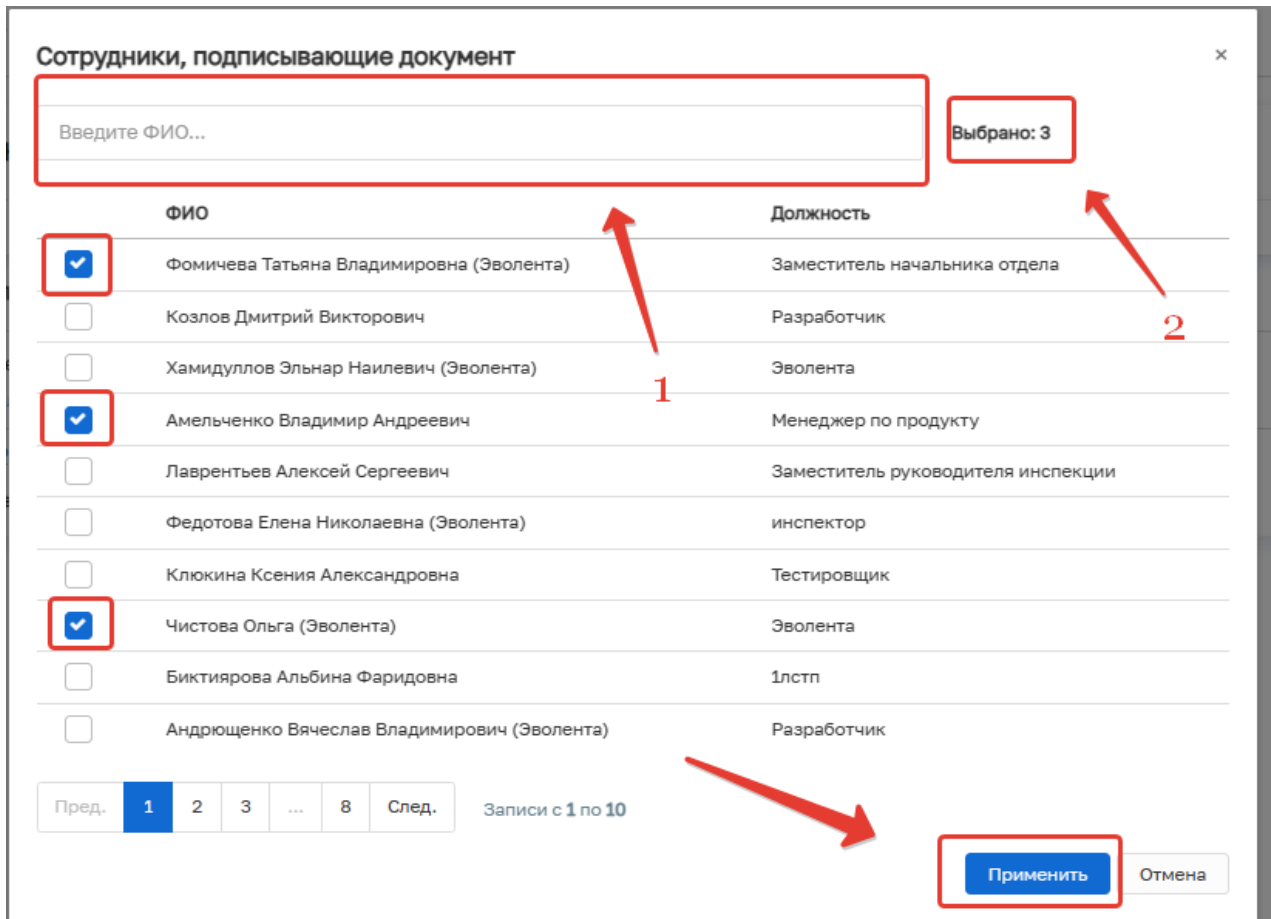 Сотрудники, подписывающие документ ×
Введите ФИО... Выбрано: 3
ФИО Должность
Фомичева Татьяна Владимировна (Эволента) Заместитель начальника отдела
Козлов Дмитрий Викторович Разработчик
2
Хамидуллов Эльнар Наилевич (Эволента) Эволента
1
Амельченко Владимир Андреевич Менеджер по продукту
Лаврентьев Алексей Сергеевич Заместитель руководителя инспекции
Федотова Елена Николаевна (Эволента) инспектор
Клюкина Ксения Александровна Тестировщик
Чистова Ольга (Эволента) Эволента
Биктиярова Альбина Фаридовна 1лстп
Андрющенко Вячеслав Владимирович (Эволента) Разработчик
Пред. 1 2 3 ... 8 След. Записи с 1 по 10
Применить Отмена